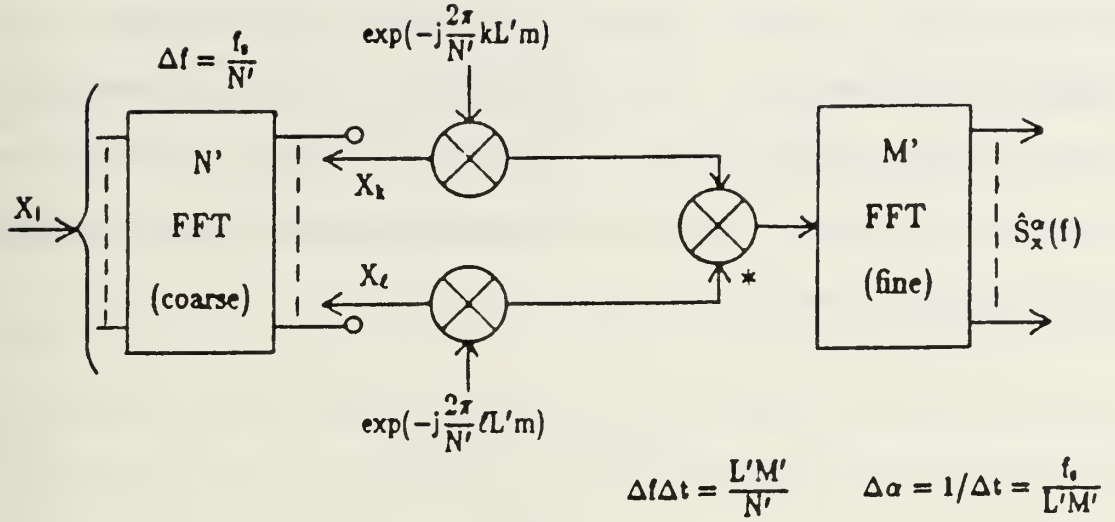 exp(-j 2π/N' kL'm)
Δf = f_s/N'
N'
FFT
(coarse)
X_i
X_k
X_ℓ
*
M'
FFT
(fine)
Ŝ_x^α(f)
exp(-j 2π/N' ℓL'm)
ΔfΔt = L'M'/N'
Δα = 1/Δt = f_s/L'M'